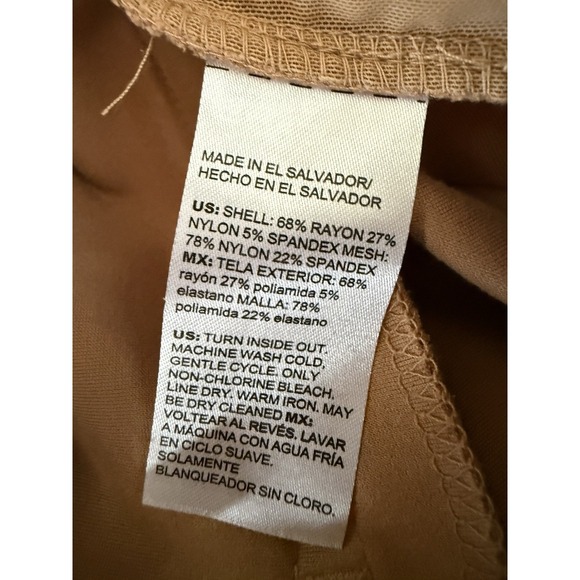 MADE IN EL SALVADOR/
HECHO EN EL SALVADOR
US: SHELL: 68% RAYON 27%
NYLON 5% SPANDEX MESH:
78% NYLON 22% SPANDEX
MX: TELA EXTERIOR: 68%
rayón 27% poliamida 5%
elastano MALLA: 78%
poliamida 22% elastano
US: TURN INSIDE OUT.
MACHINE WASH COLD,
GENTLE CYCLE. ONLY
NON-CHLORINE BLEACH,
LINE DRY. WARM IRON. MAY
BE DRY CLEANED MX:
VOLTEAR AL REVÉS. LAVAR
A MÁQUINA CON AGUA FRÍA
EN CICLO SUAVE.
SOLAMENTE
BLANQUEADOR SIN CLORO.